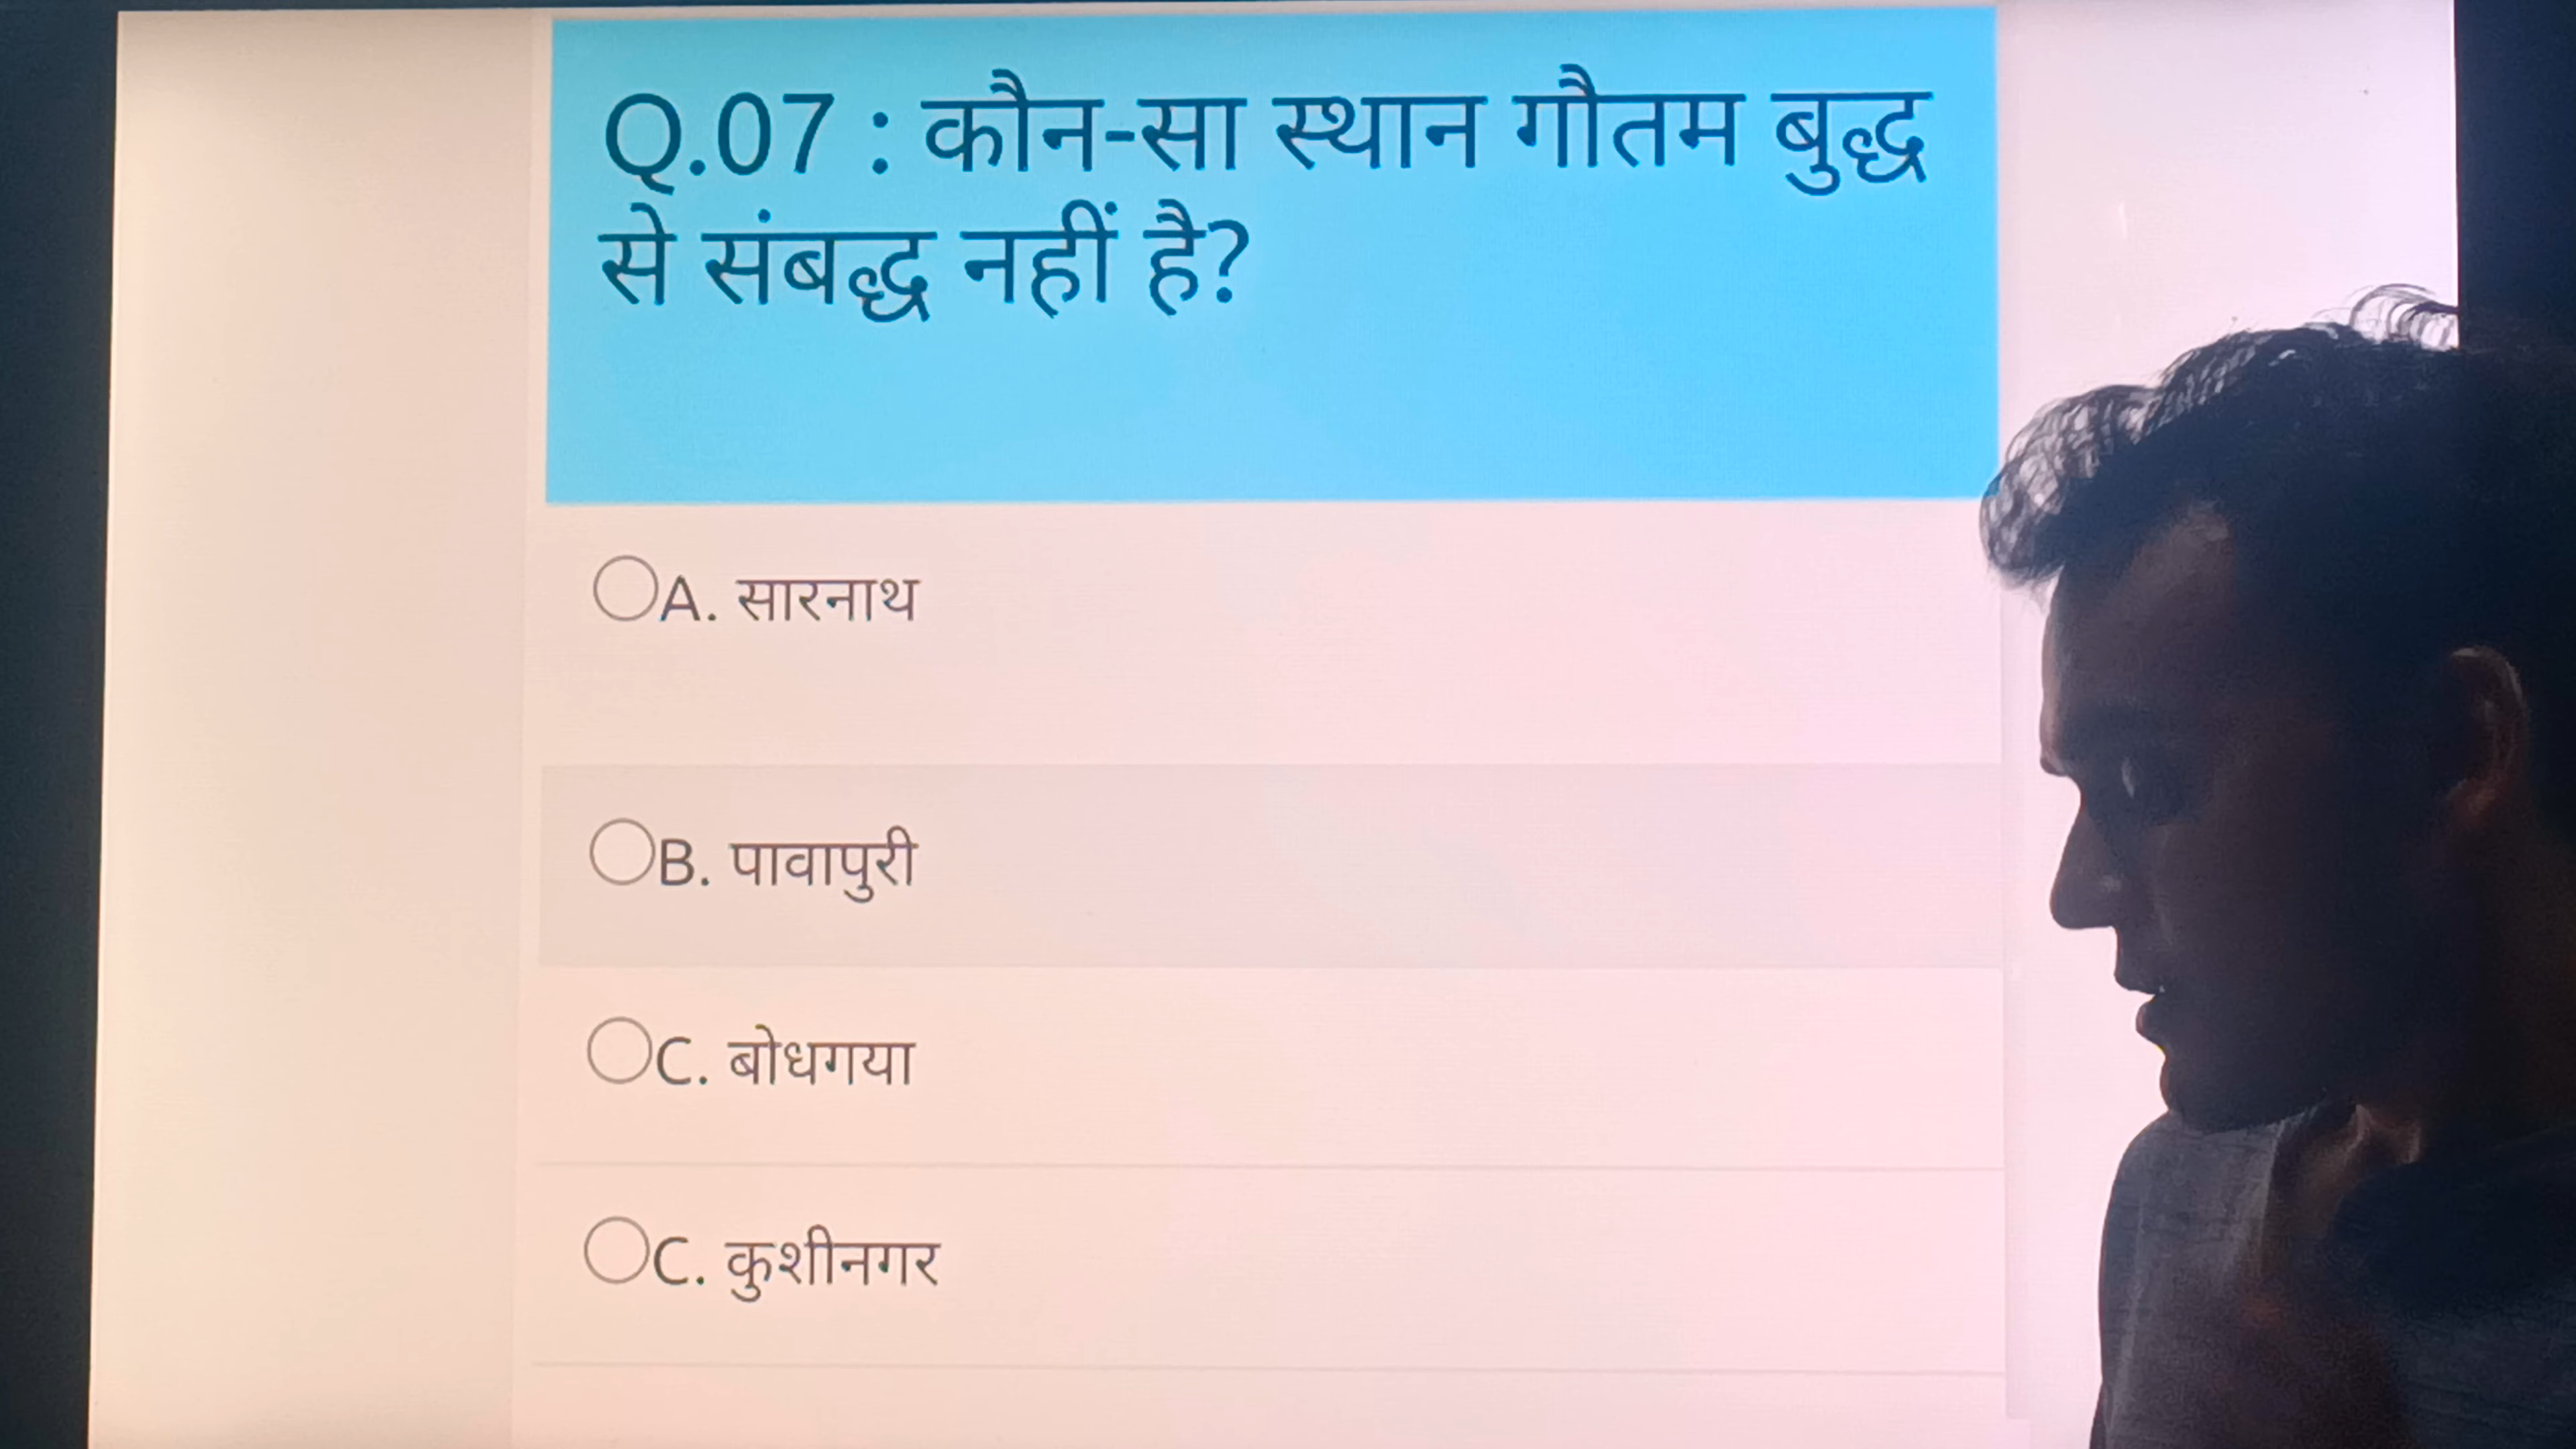 Q.07 : कौन-सा स्थान गौतम बुद्ध
से संबद्ध नहीं है?
A. सारनाथ
B. पावापुरी
C. बोधगया
C. कुशीनगर